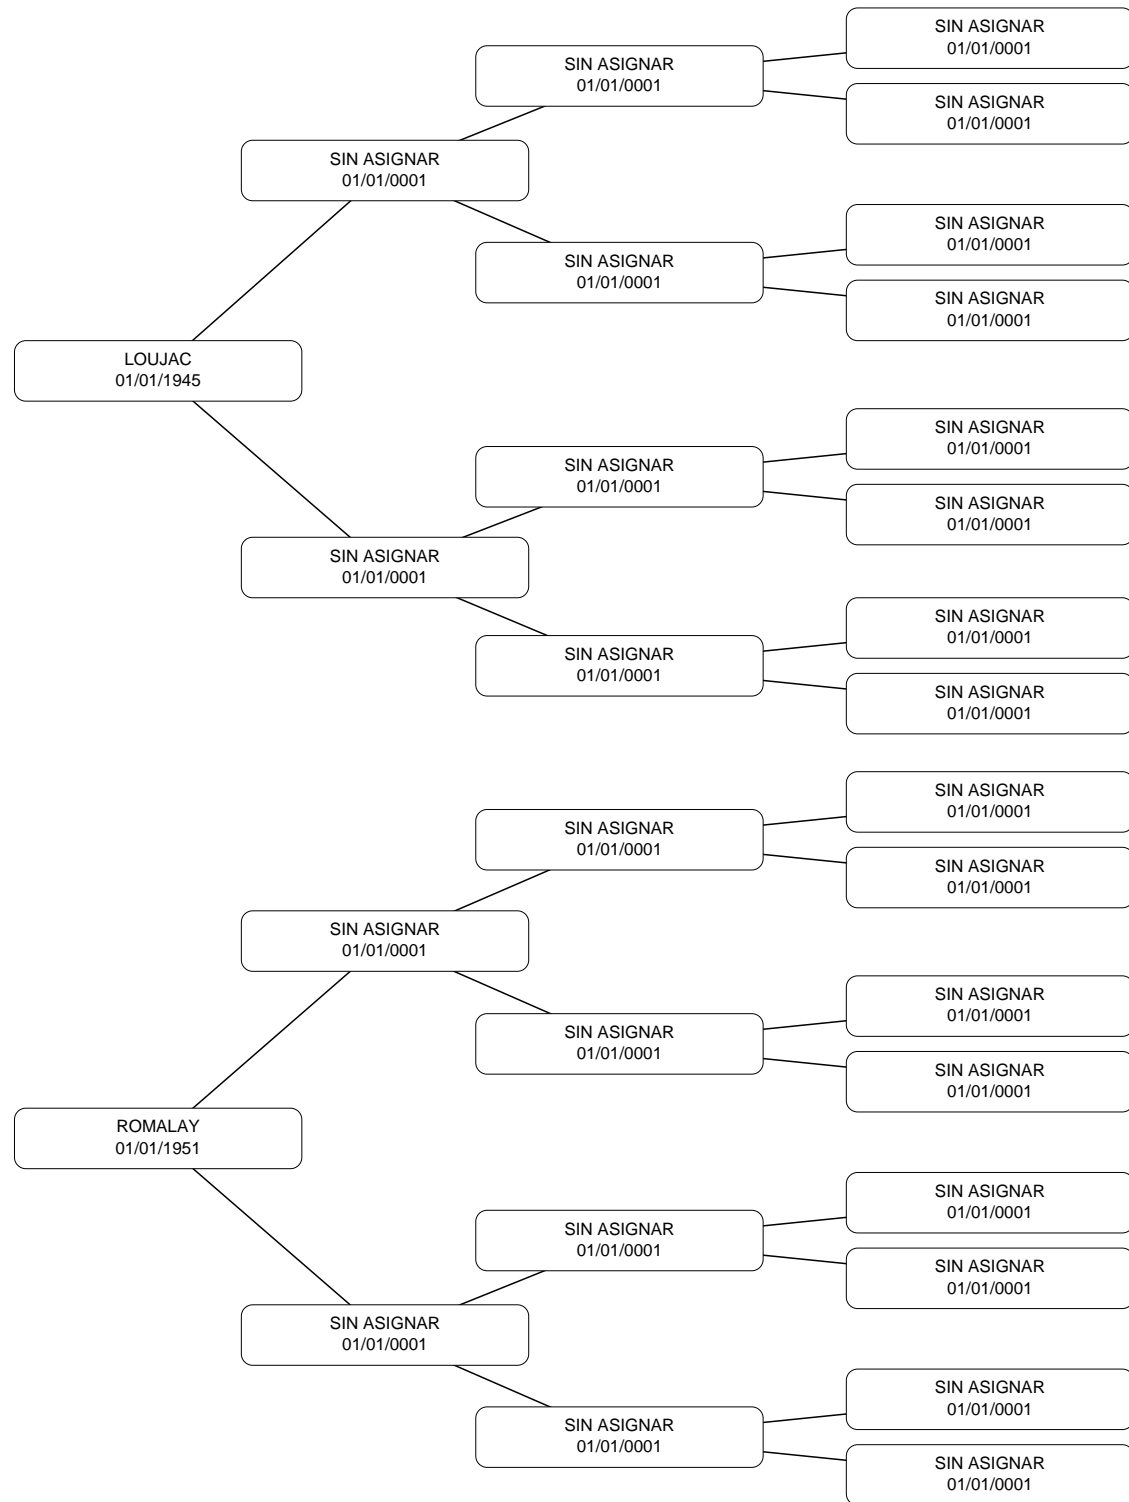 SIN ASIGNAR
01/01/0001
SIN ASIGNAR
01/01/0001
SIN ASIGNAR
01/01/0001
SIN ASIGNAR
01/01/0001
SIN ASIGNAR
01/01/0001
SIN ASIGNAR
01/01/0001
SIN ASIGNAR
01/01/0001
LOUJAC
01/01/1945
SIN ASIGNAR
01/01/0001
SIN ASIGNAR
01/01/0001
SIN ASIGNAR
01/01/0001
SIN ASIGNAR
01/01/0001
SIN ASIGNAR
01/01/0001
SIN ASIGNAR
01/01/0001
SIN ASIGNAR
01/01/0001
SIN ASIGNAR
01/01/0001
SIN ASIGNAR
01/01/0001
SIN ASIGNAR
01/01/0001
SIN ASIGNAR
01/01/0001
SIN ASIGNAR
01/01/0001
SIN ASIGNAR
01/01/0001
SIN ASIGNAR
01/01/0001
ROMALAY
01/01/1951
SIN ASIGNAR
01/01/0001
SIN ASIGNAR
01/01/0001
SIN ASIGNAR
01/01/0001
SIN ASIGNAR
01/01/0001
SIN ASIGNAR
01/01/0001
SIN ASIGNAR
01/01/0001
SIN ASIGNAR
01/01/0001